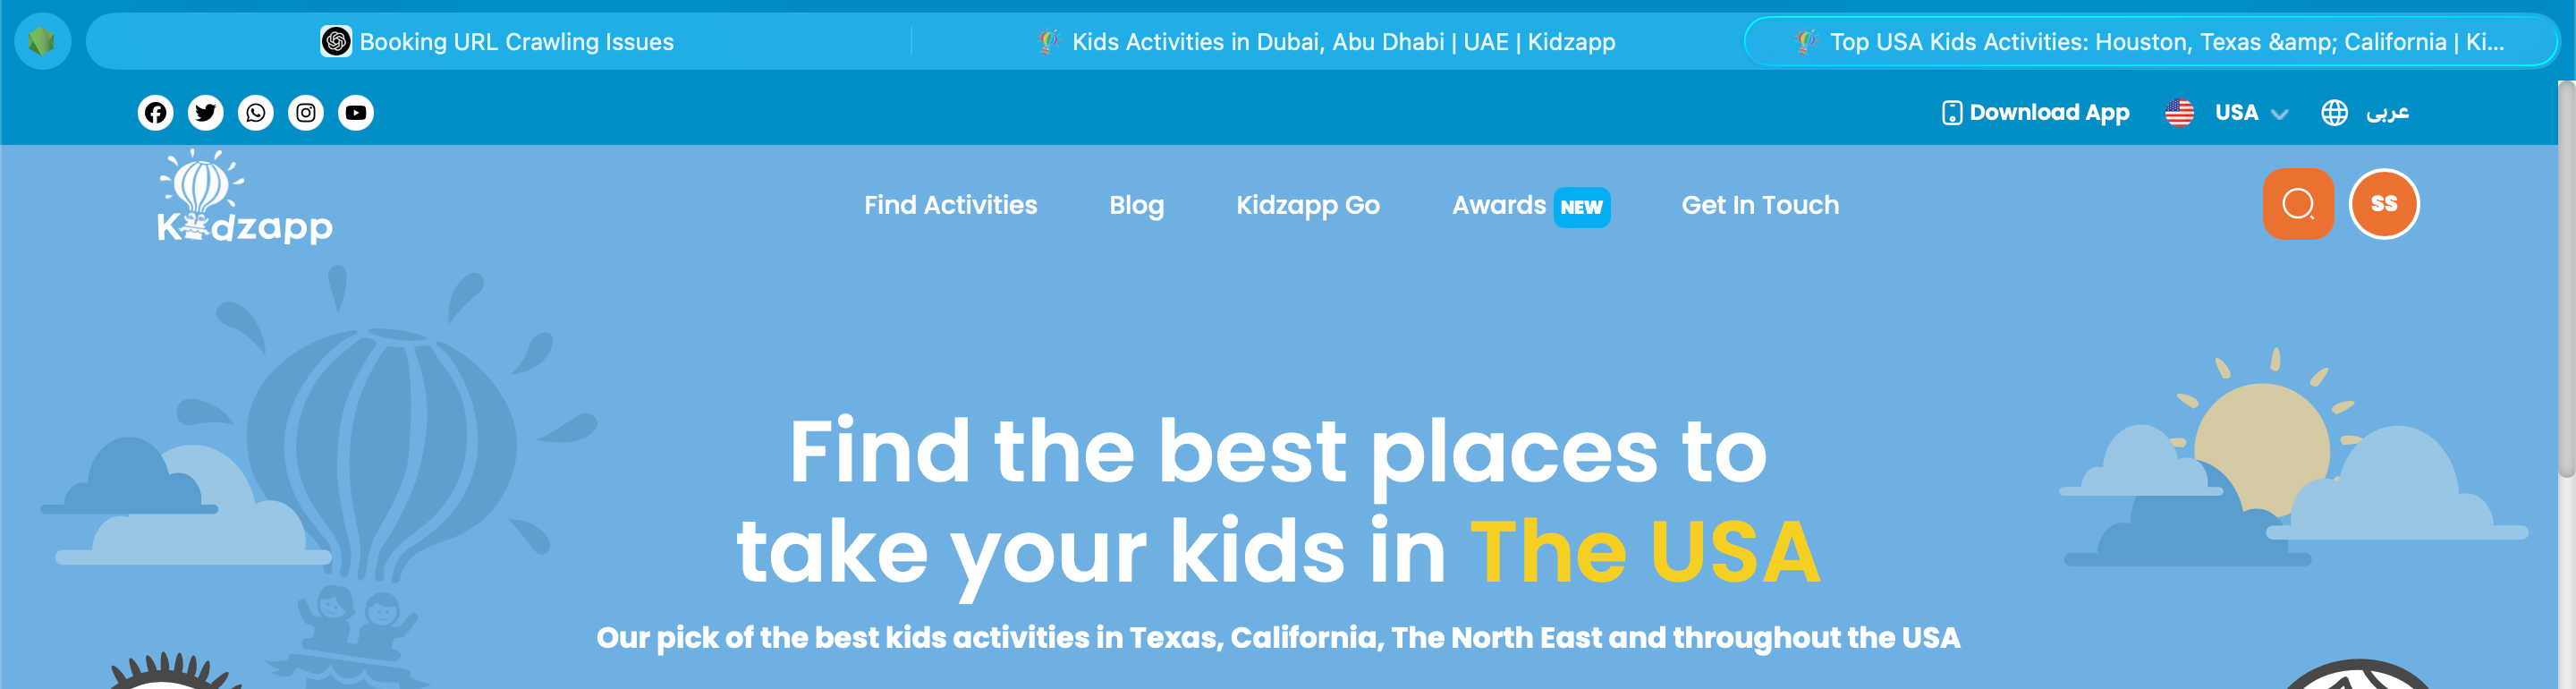 Booking URL Crawling Issues
Kids Activities in Dubai, Abu Dhabi | UAE | Kidzapp
Top USA Kids Activities: Houston, Texas &amp; California | Ki...
Download App
USA
عربى
Kidzapp
Find Activities
Blog
Kidzapp Go
Awards NEW
Get In Touch
SS
Find the best places to
take your kids in The USA
Our pick of the best kids activities in Texas, California, The North East and throughout the USA